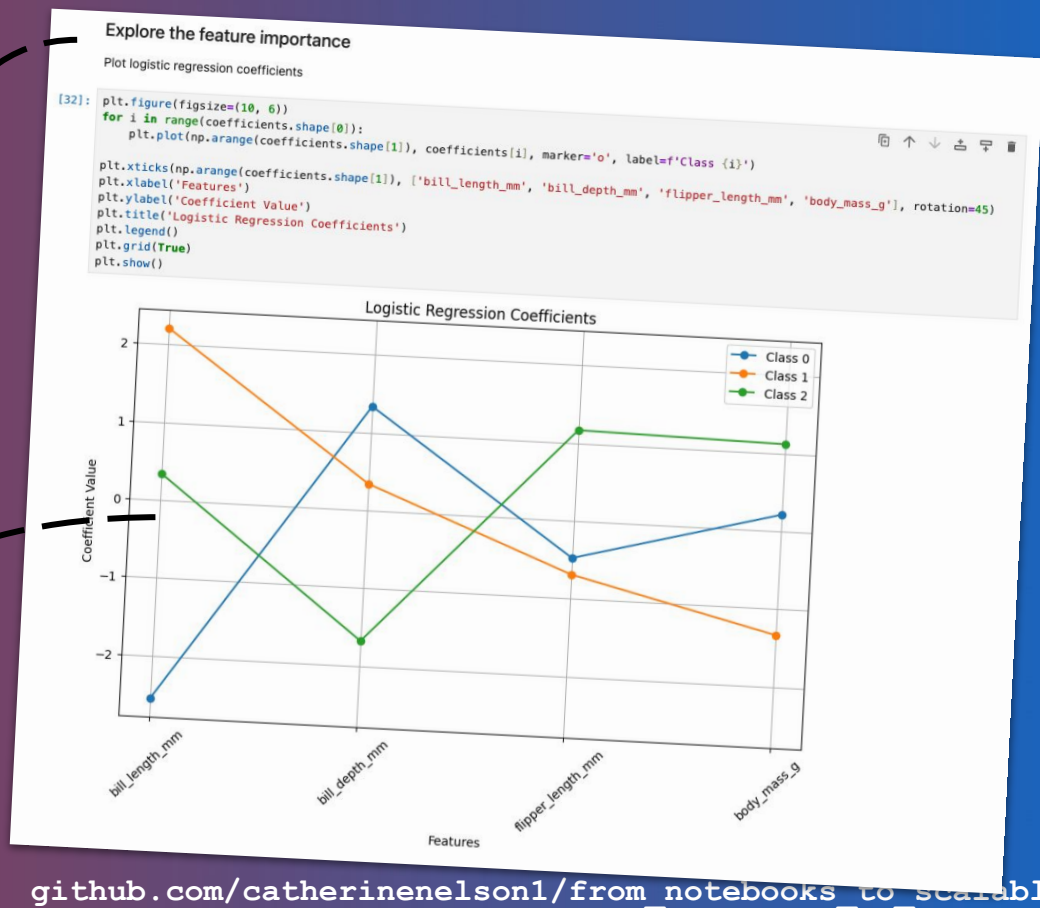 Explore the feature importance
Plot logistic regression coefficients
[32]:
plt.figure(figsize=(10, 6))
for i in range(coefficients.shape[0]):
    plt.plot(np.arange(coefficients.shape[1]), coefficients[i], marker='o', label=f'Class {i}')
plt.xticks(np.arange(coefficients.shape[1]), ['bill_length_mm', 'bill_depth_mm', 'flipper_length_mm', 'body_mass_g'], rotation=45)
plt.xlabel('Features')
plt.ylabel('Coefficient Value')
plt.title('Logistic Regression Coefficients')
plt.legend()
plt.grid(True)
plt.show()
Logistic Regression Coefficients
Class 0
Class 1
Class 2
2
1
0
−1
−2
Coefficient Value
bill_length_mm
bill_depth_mm
flipper_length_mm
body_mass_g
Features
github.com/catherinenelson1/from_notebooks_to_scalabl